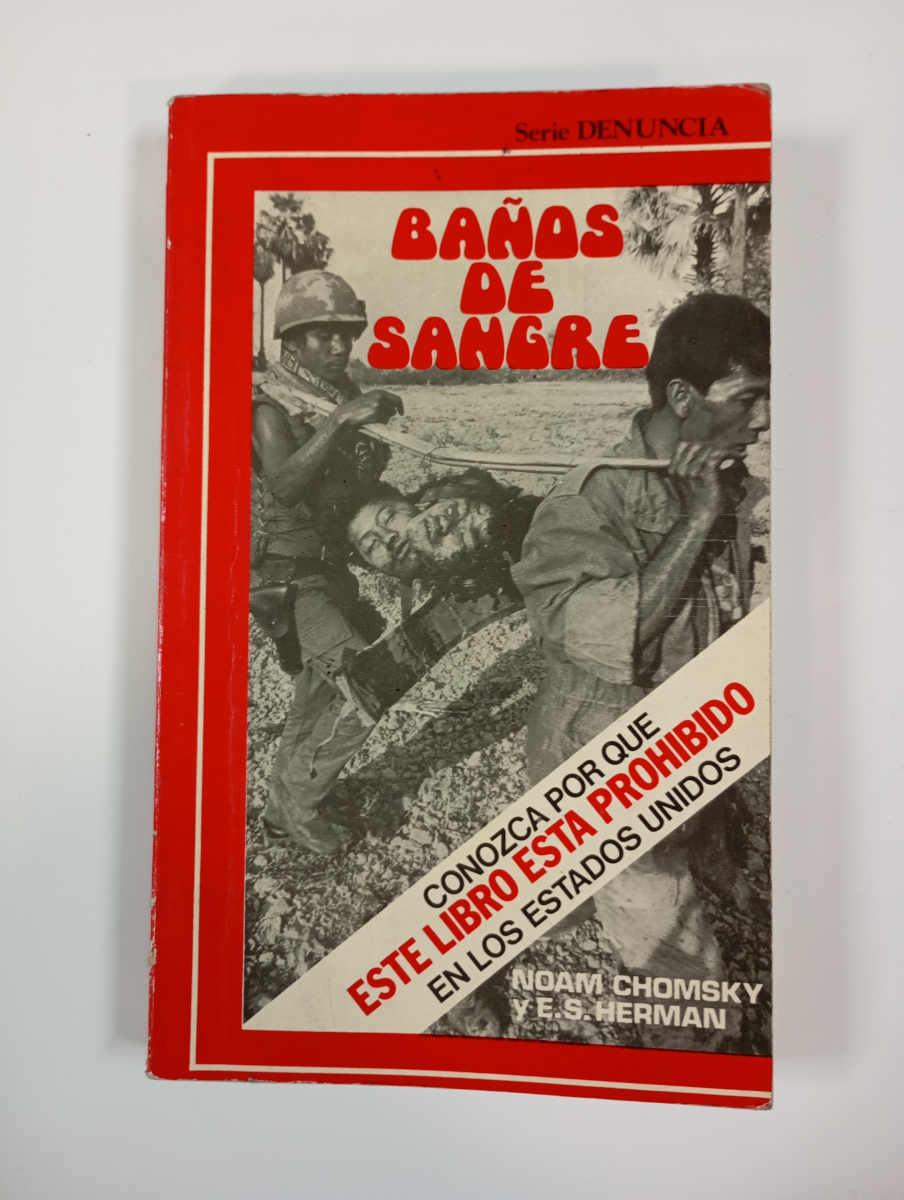 Serie DENUNCIA
BAÑOS
DE
SANGRE
CONOZCA POR QUE
ESTE LIBRO ESTA PROHIBIDO
EN LOS ESTADOS UNIDOS
NOAM CHOMSKY
y E.S. HERMAN